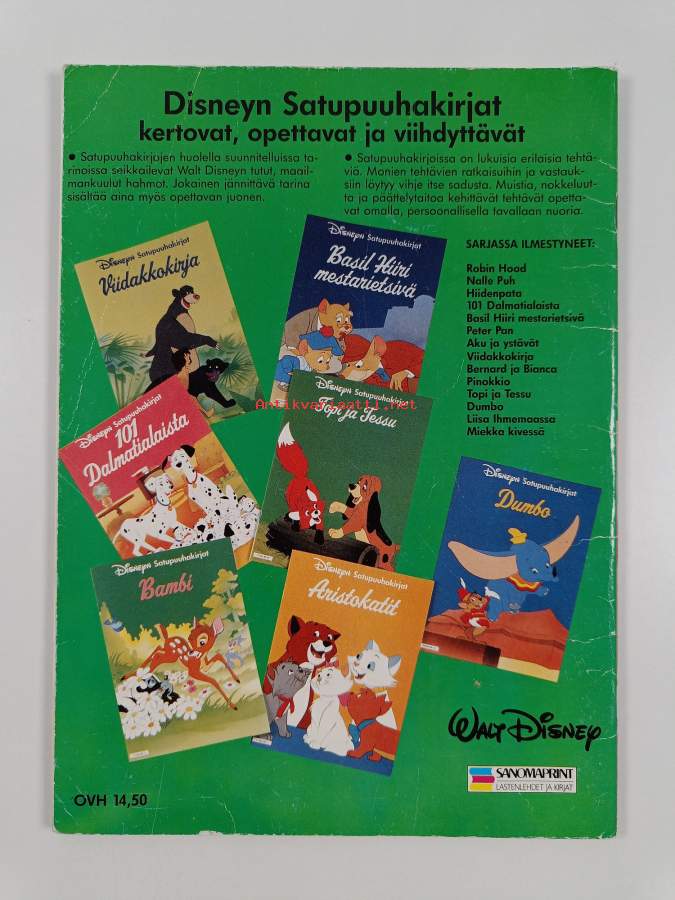 Disneyn Satupuuhakirjat
kertovat, opettavat ja viihdyttävät
• Satupuuhakirjojen huolella suunnitelluissa ta-
rinoissa seikkailevat Walt Disneyn tutut, maail-
mankuulut hahmot. Jokainen jännittävä tarina
sisältää aina myös opettavan juonen.
• Satupuuhakirjoissa on lukuisia erilaisia tehtä-
viä. Monien tehtävien ratkaisuihin ja vastauk-
siin löytyy vihje itse sadusta. Muistia, nokkeluut-
ta ja päättelytaitoa kehittävät tehtävät opetta-
vat omalla, persoonallisella tavallaan nuoria.
Disneyn Satupuuhakirjat
Viidakkokirja
Disneyn Satupuuhakirjat
Basil Hiiri
mestarietsivä
SARJASSA ILMESTYNEET:
Robin Hood
Nalle Puh
Hiidenpata
101 Dalmatialaista
Basil Hiiri mestarietsivä
Peter Pan
Aku ja ystävät
Viidakkokirja
Bernard ja Bianca
Pinokkio
Topi ja Tessu
Dumbo
Liisa Ihmemaassa
Miekka kivessä
Disneyn Satupuuhakirjat
101
Dalmatialaista
Disneyn Satupuuhakirjat
Topi ja Tessu
Antikvariaatti.net
Disneyn Satupuuhakirjat
Dumbo
Disneyn Satupuuhakirjat
Bambi
Disneyn Satupuuhakirjat
Aristokatit
Walt Disney
SANOMAPRINT
LASTENLEHDET JA KIRJAT
OVH 14,50